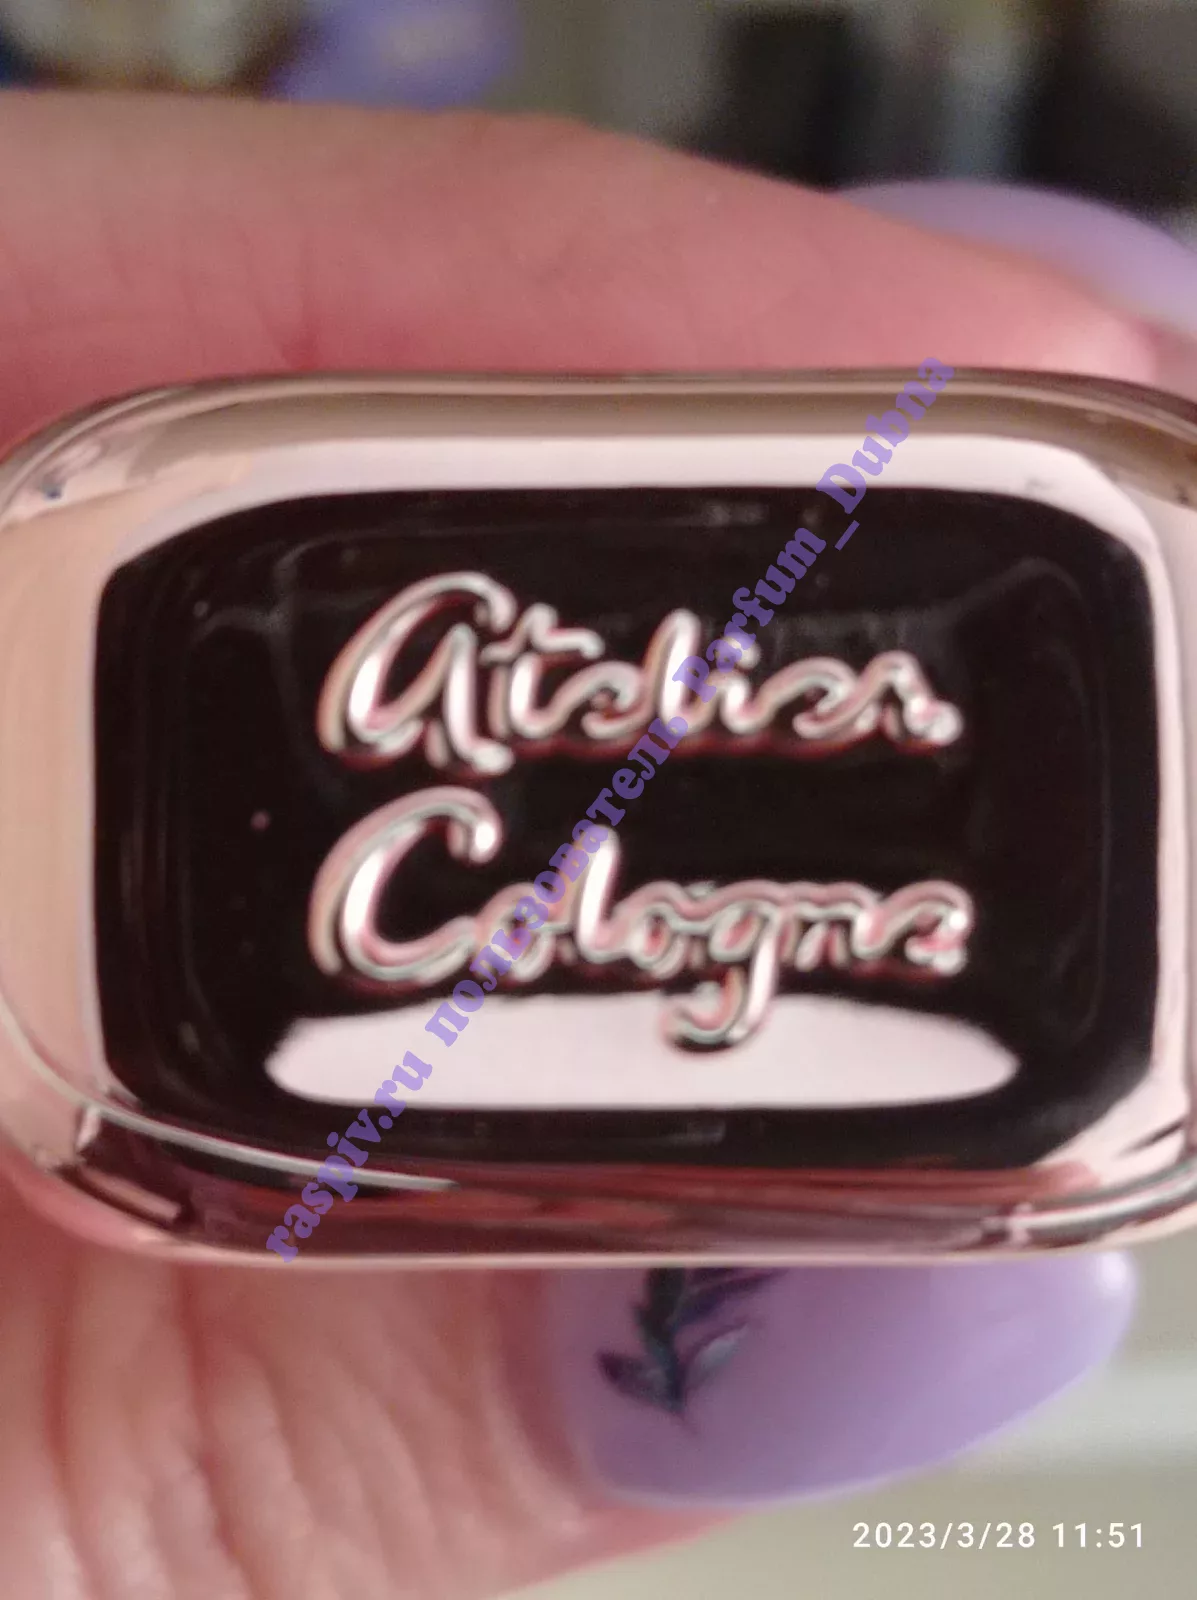 Atelier
Cologne
raspiv.ru пользователь Parfum_Dubna
2023/3/28 11:51